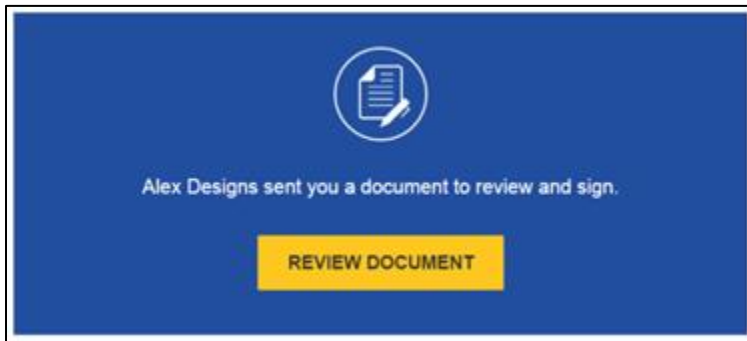 Alex Designs sent you a document to review and sign.
REVIEW DOCUMENT